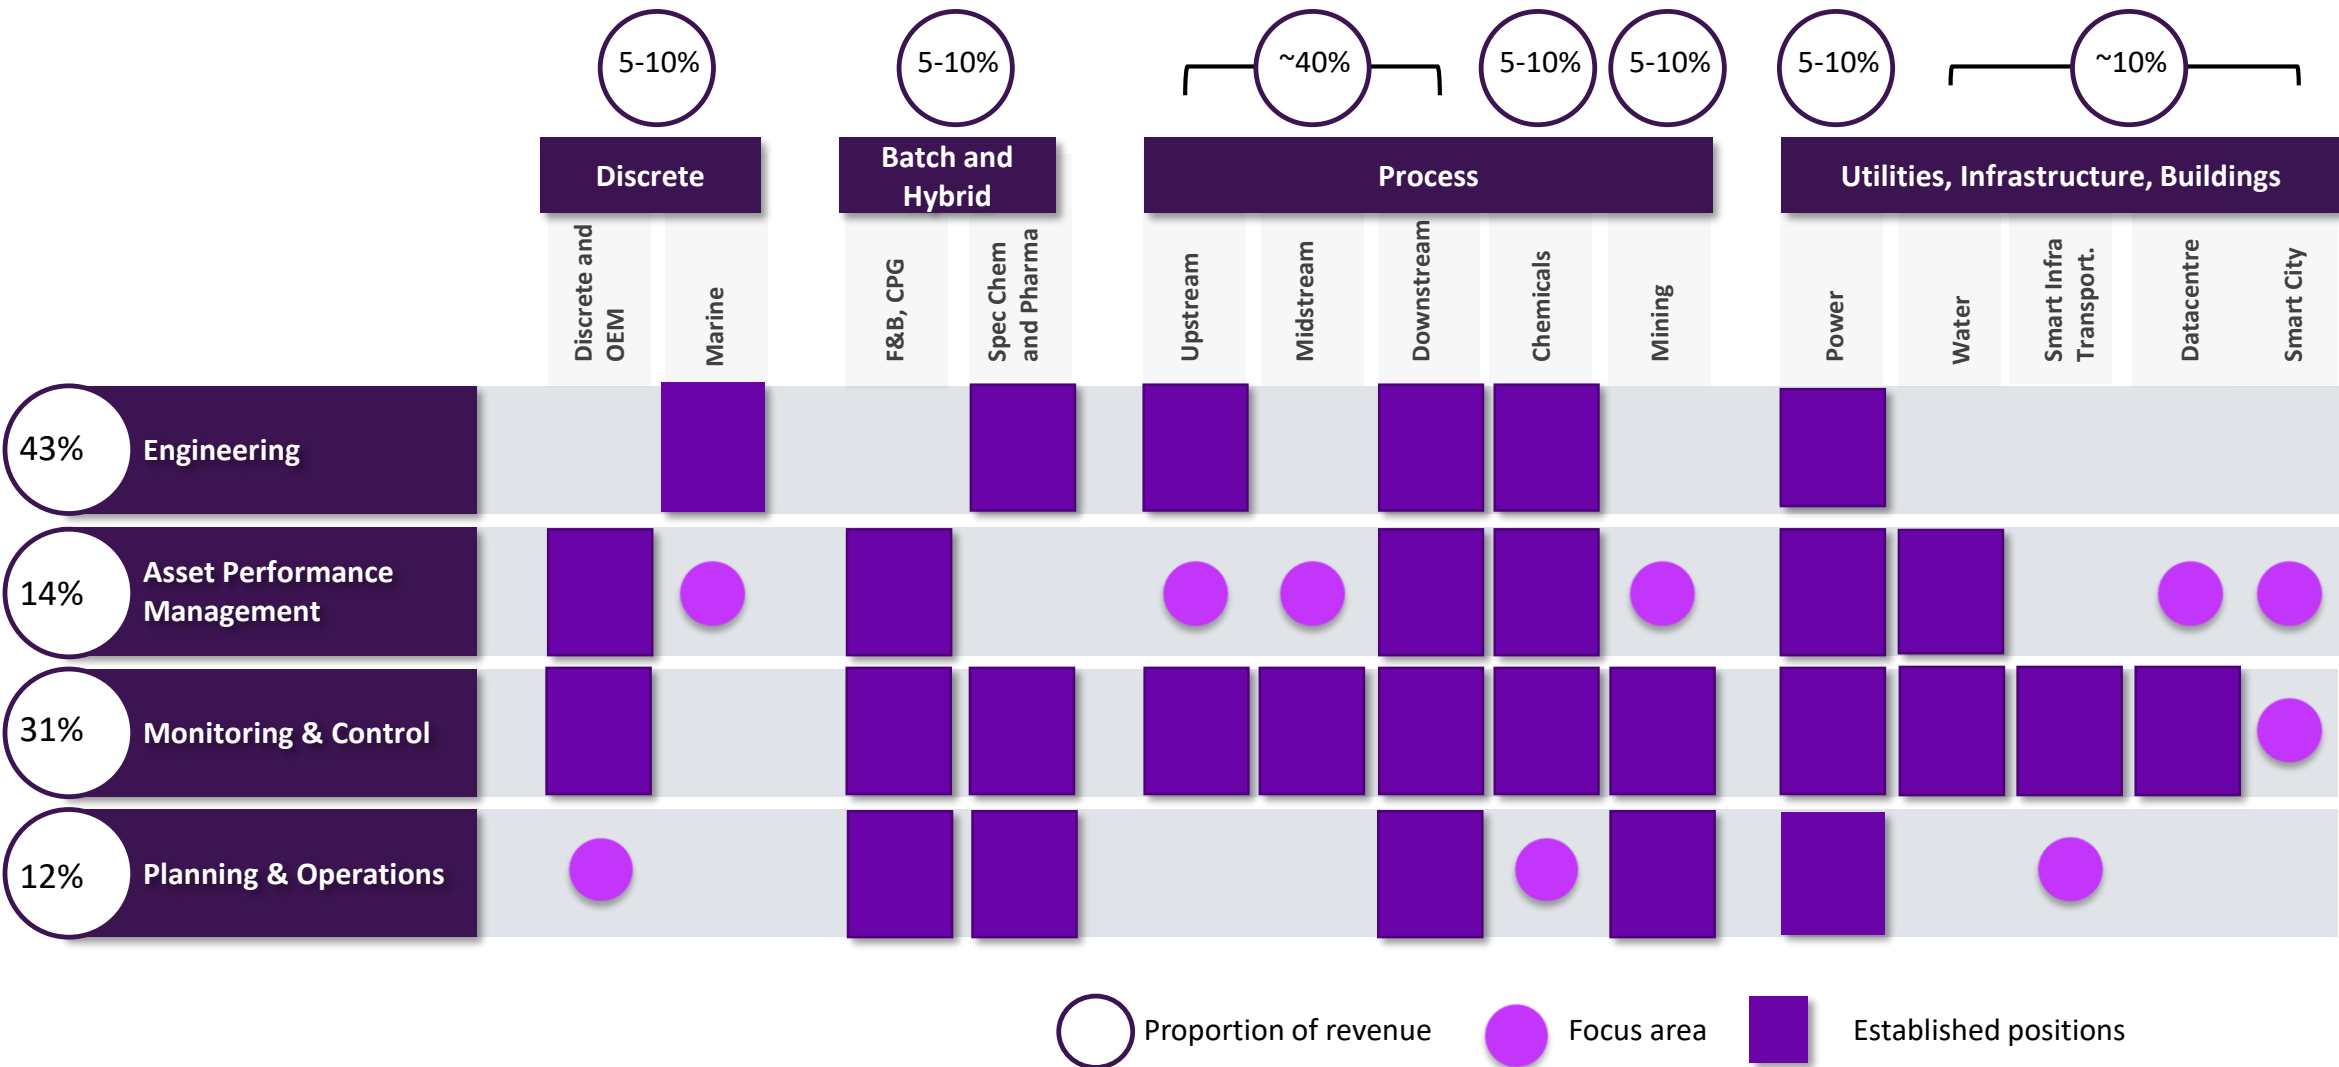 5-10%
5-10%
~40%
5-10%
5-10%
5-10%
~10%
Discrete
Batch and
Hybrid
Process
Utilities, Infrastructure, Buildings
Discrete and
OEM
Marine
F&B, CPG
Spec Chem
and Pharma
Upstream
Midstream
Downstream
Chemicals
Mining
Power
Water
Smart Infra
Transport.
Datacentre
Smart City
43%
Engineering
14%
Asset Performance
Management
31%
Monitoring & Control
12%
Planning & Operations
Proportion of revenue
Focus area
Established positions